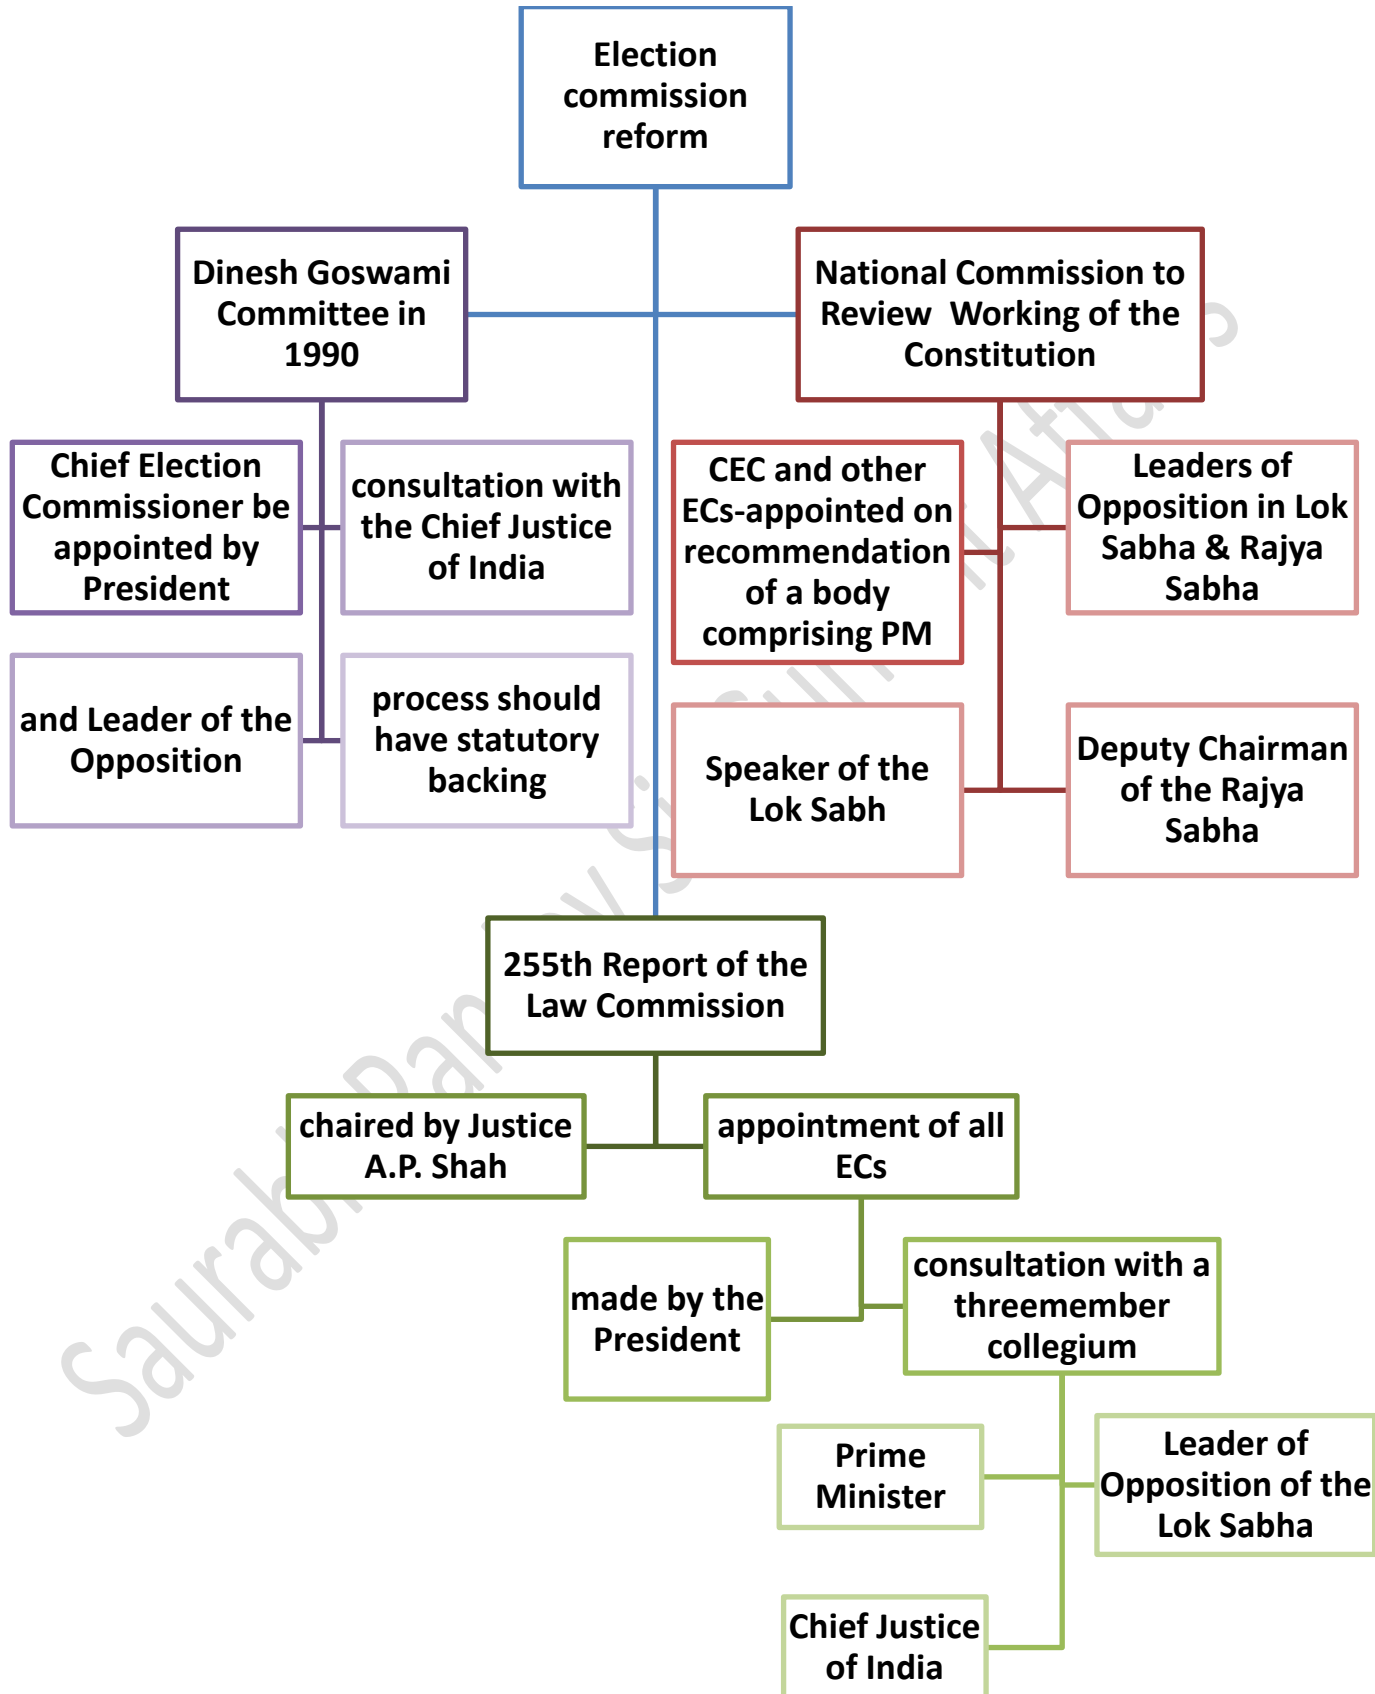 Election
commission
reform
Dinesh Goswami
Committee in
1990
National Commission to
Review  Working of the
Constitution
Chief Election
Commissioner be
appointed by
President
consultation with
the Chief Justice
of India
and Leader of the
Opposition
process should
have statutory
backing
CEC and other
ECs-appointed on
recommendation
of a body
comprising PM
Leaders of
Opposition in Lok
Sabha & Rajya
Sabha
Speaker of the
Lok Sabh
Deputy Chairman
of the Rajya
Sabha
255th Report of the
Law Commission
chaired by Justice
A.P. Shah
appointment of all
ECs
made by the
President
consultation with a
threemember
collegium
Prime
Minister
Leader of
Opposition of the
Lok Sabha
Chief Justice
of India